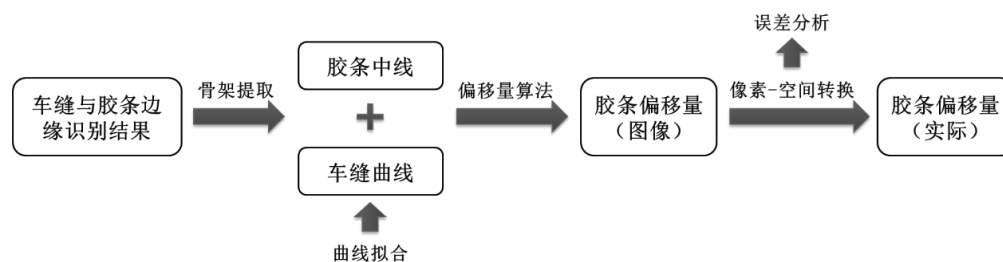 误差分析
胶条中线
骨架提取
偏移量算法
像素-空间转换
车缝与胶条边
缘识别结果
+
胶条偏移量
（图像）
胶条偏移量
（实际）
车缝曲线
曲线拟合